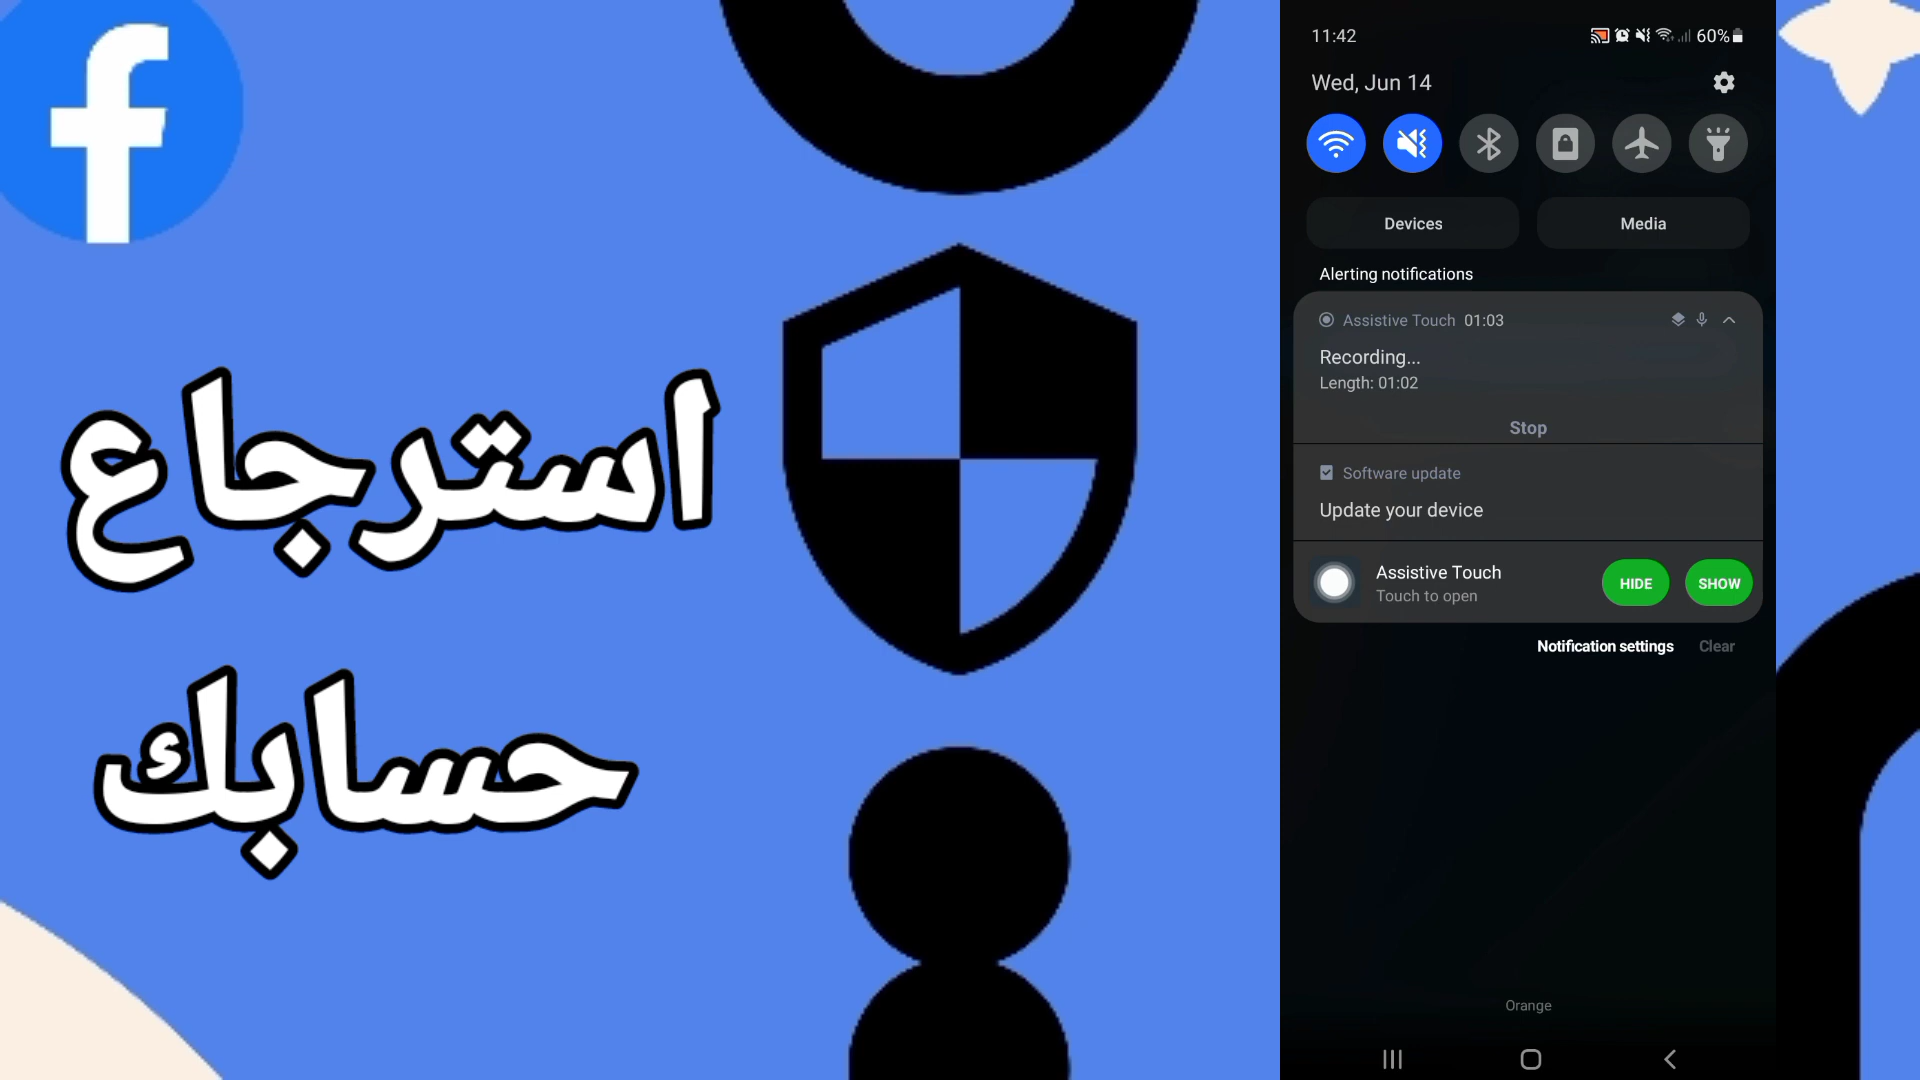 استرجاع
حسابك
11:42
60%
Wed, Jun 14
Devices
Media
Alerting notifications
Assistive Touch 01:03
Recording...
Length: 01:02
Stop
Software update
Update your device
Assistive Touch
Touch to open
HIDE
SHOW
Notification settings
Clear
Orange